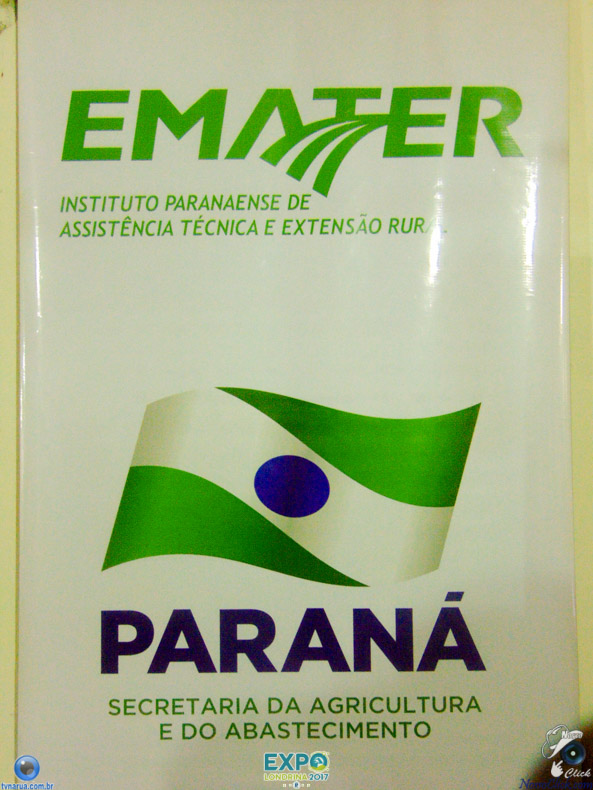 EMATER
INSTITUTO PARANAENSE DE
ASSISTÊNCIA TÉCNICA E EXTENSÃO RURAL
PARANÁ
SECRETARIA DA AGRICULTURA
E DO ABASTECIMENTO
EXPO
LONDRINA 2017
tvnarua.com.br
Click